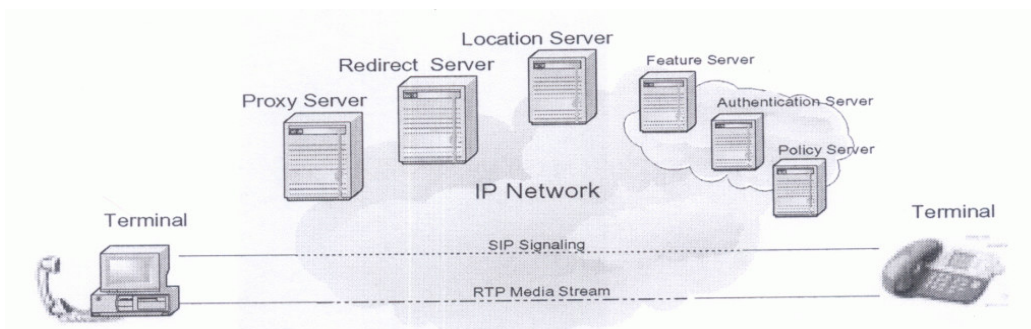 Location Server
Redirect Server
Feature Server
Proxy Server
Authentication Server
Policy Server
IP Network
Terminal
Terminal
SIP Signaling
RTP Media Stream